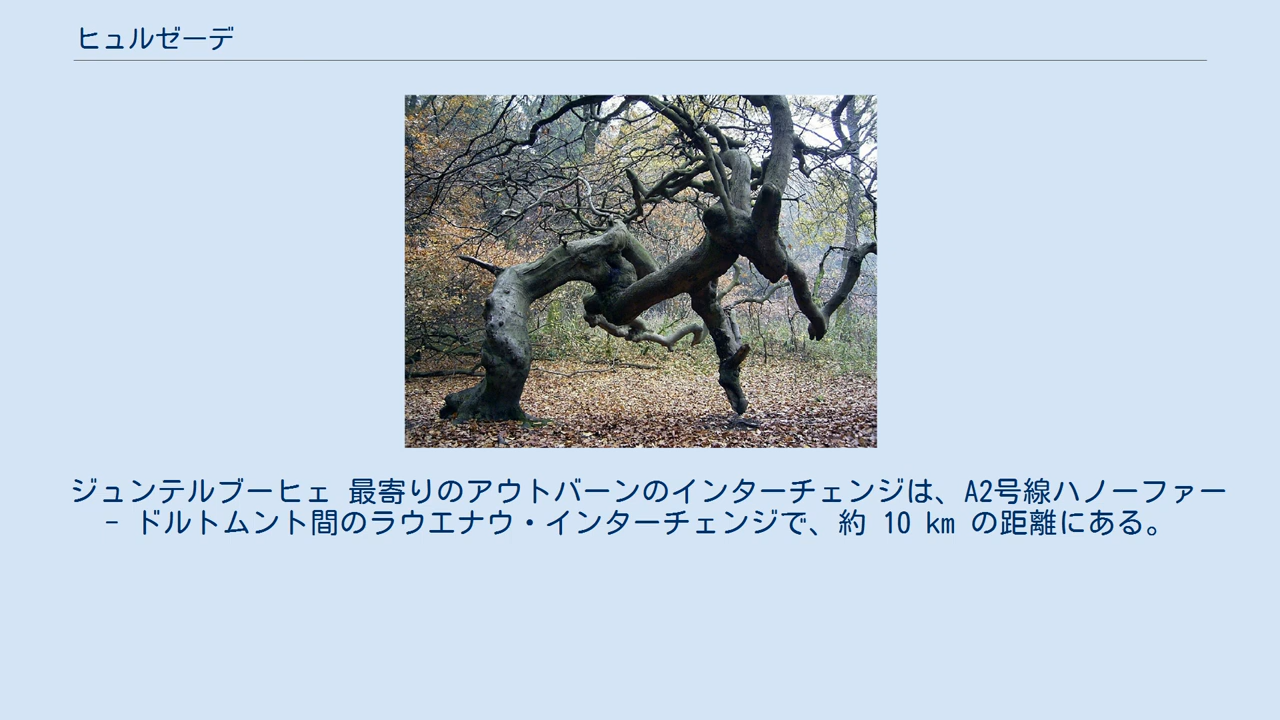 ヒュルゼーデ
ジュンテルブーヒェ 最寄りのアウトバーンのインターチェンジは、A2号線ハノーファー
- ドルトムント間のラウエナウ・インターチェンジで、約 10 km の距離にある。